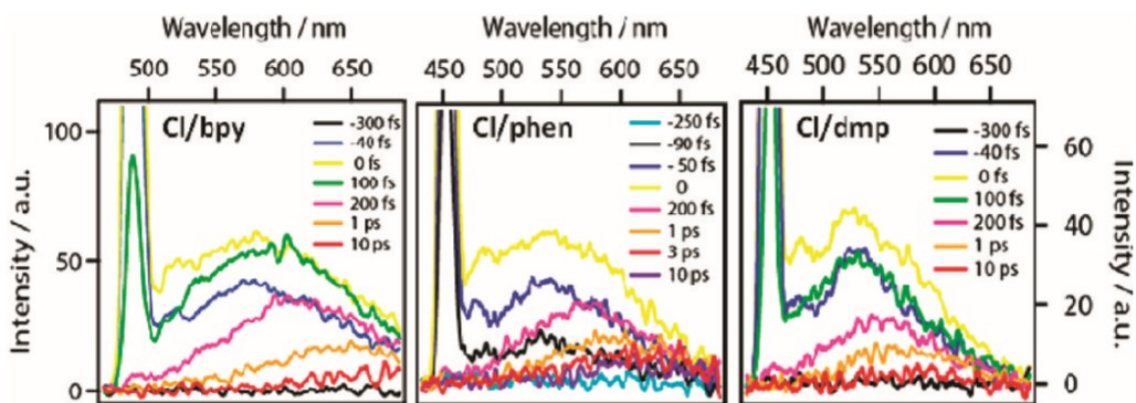 Wavelength / nm
Wavelength / nm
Wavelength / nm
500 550 600 650
450 500 550 600 650
450 500 550 600 650
Intensity / a.u.
100
50
0
Cl/bpy
-300 fs
-40 fs
0 fs
100 fs
200 fs
1 ps
10 ps
Cl/phen
-250 fs
-90 fs
-50 fs
0
200 fs
1 ps
3 ps
10 ps
Cl/dmp
-300 fs
-40 fs
0 fs
100 fs
200 fs
1 ps
10 ps
60
40
20
0
Intensity / a.u.